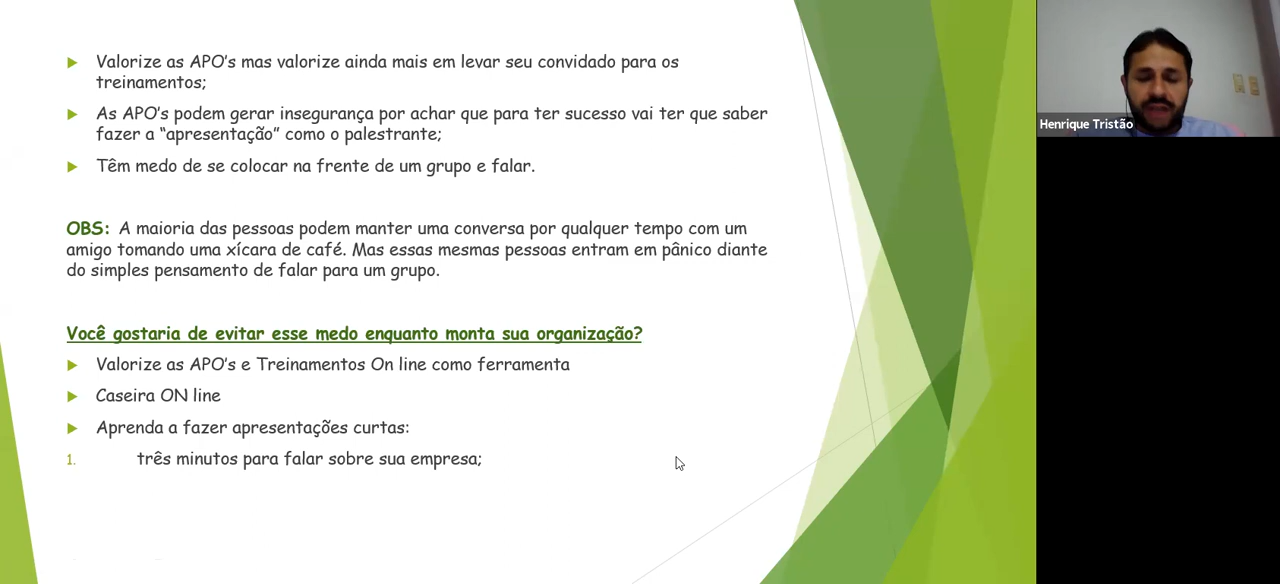 Valorize as APO's mas valorize ainda mais em levar seu convidado para os
treinamentos;
As APO's podem gerar insegurança por achar que para ter sucesso vai ter que saber
fazer a “apresentação” como o palestrante;
Têm medo de se colocar na frente de um grupo e falar.
OBS: A maioria das pessoas podem manter uma conversa por qualquer tempo com um
amigo tomando uma xícara de café. Mas essas mesmas pessoas entram em pânico diante
do simples pensamento de falar para um grupo.
Você gostaria de evitar esse medo enquanto monta sua organização?
Valorize as APO's e Treinamentos On line como ferramenta
Caseira ON line
Aprenda a fazer apresentações curtas:
1. três minutos para falar sobre sua empresa;
Henrique Tristão